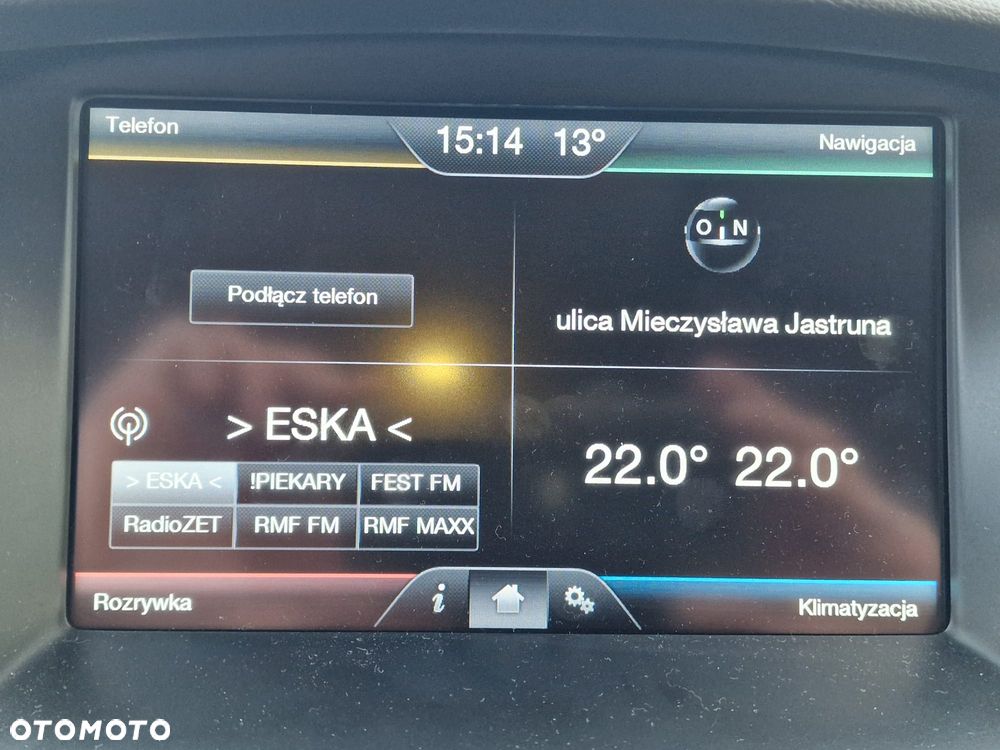 Telefon
15:14 13°
Nawigacja
O N
Podłącz telefon
ulica Mieczysława Jastruna
> ESKA <
22.0° 22.0°
> ESKA < !PIEKARY FEST FM
RadioZET RMF FM RMF MAXX
Rozrywka
i
Klimatyzacja
OTOMOTO